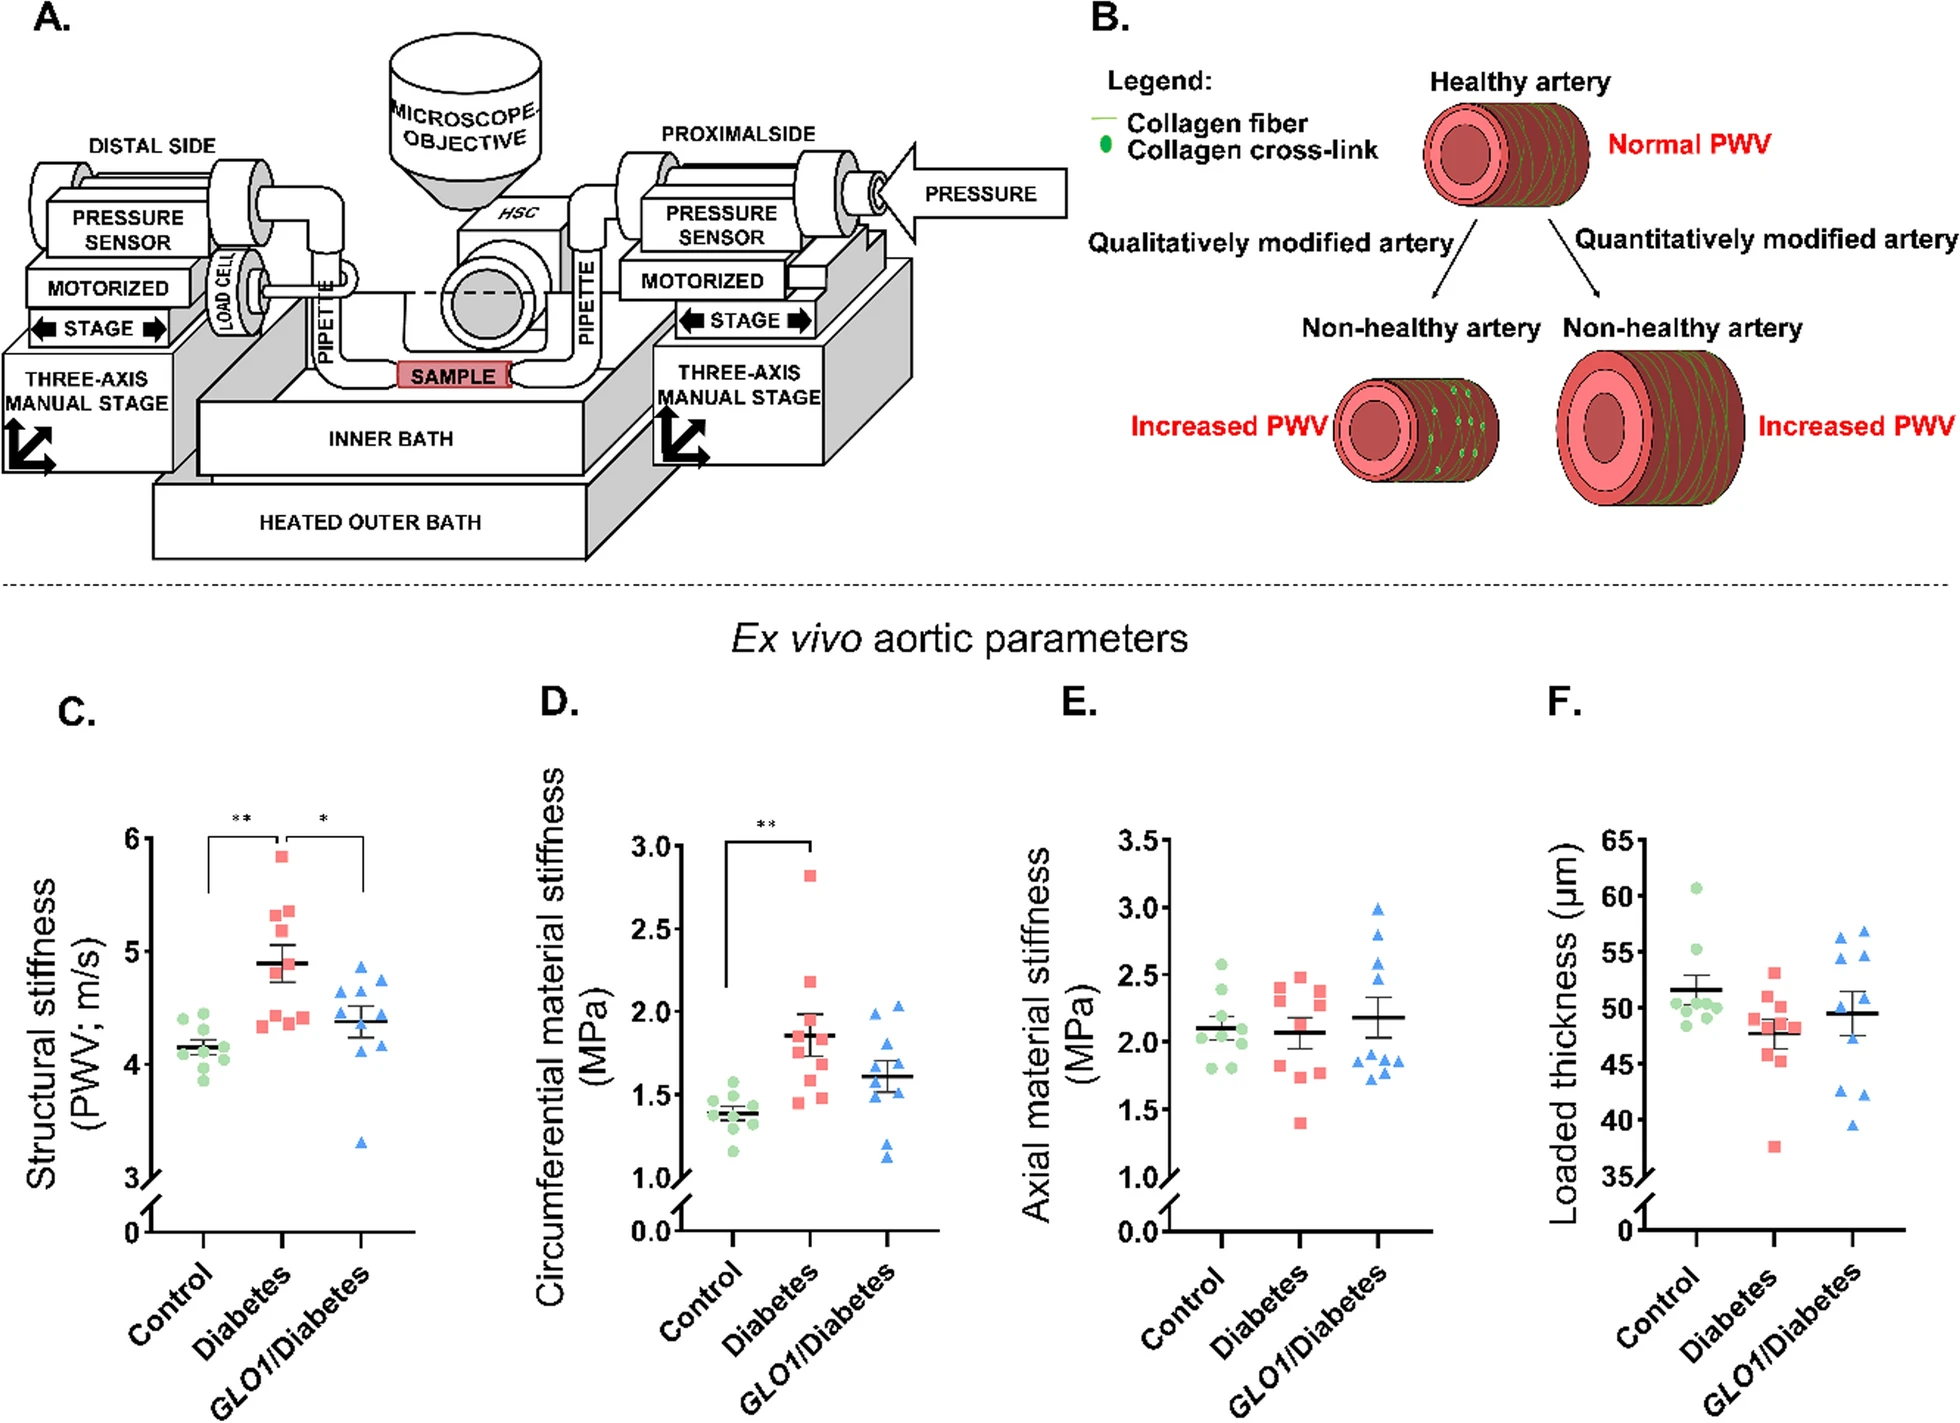 A.
MICROSCOPE-
OBJECTIVE
DISTAL SIDE
PROXIMALSIDE
PRESSURE
SENSOR
HSC
PRESSURE
SENSOR
PRESSURE
MOTORIZED
LOAD CELL
PIPETTE
PIPETTE
MOTORIZED
STAGE
STAGE
SAMPLE
THREE-AXIS
MANUAL STAGE
THREE-AXIS
MANUAL STAGE
INNER BATH
HEATED OUTER BATH
B.
Legend:
Collagen fiber
Collagen cross-link
Healthy artery
Normal PWV
Qualitatively modified artery
Quantitatively modified artery
Non-healthy artery
Non-healthy artery
Increased PWV
Increased PWV
Ex vivo aortic parameters
C.
Structural stiffness
(PWV; m/s)
6
5
4
3
0
**
*
Control
Diabetes
GLO1/Diabetes
D.
Circumferential material stiffness
(MPa)
3.0
2.5
2.0
1.5
1.0
0.0
**
Control
Diabetes
GLO1/Diabetes
E.
Axial material stiffness
(MPa)
3.5
3.0
2.5
2.0
1.5
1.0
0.0
Control
Diabetes
GLO1/Diabetes
F.
Loaded thickness (μm)
65
60
55
50
45
40
35
0
Control
Diabetes
GLO1/Diabetes